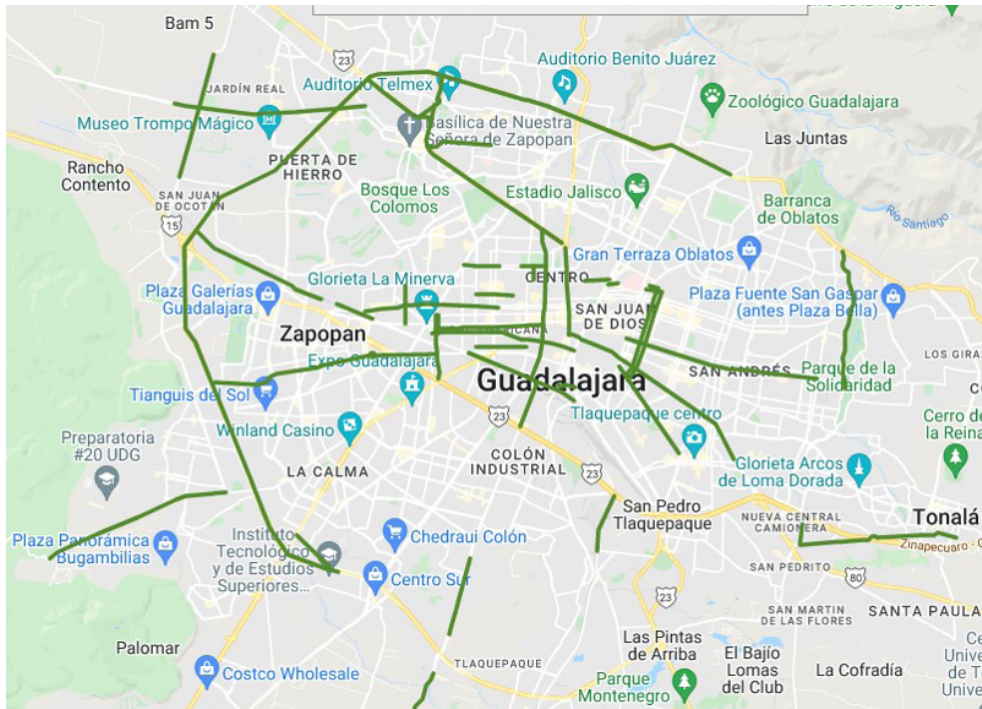 Bam 5
23
JARDÍN REAL
Auditorio Telmex
Auditorio Benito Juárez
Zoológico Guadalajara
Museo Trompo Mágico
Basílica de Nuestra
Señora de Zapopan
Las Juntas
Rancho
Contento
PUERTA DE
HIERRO
SAN JUAN
DE OCOTÁN
Bosque Los
Colomos
Estadio Jalisco
Barranca
de Oblatos
Río Santiago
15
Gran Terraza Oblatos
Plaza Galerías
Guadalajara
Glorieta La Minerva
CENTRO
SAN JUAN
DE DIOS
Plaza Fuente San Gaspar
(antes Plaza Bella)
Zapopan
Expo Guadalajara
LOS GIRAS
Guadalajara
SAN ANDRÉS
Parque de la
Solidaridad
Tianguis del Sol
Tlaquepaque centro
Cerro de
la Reina
23
Winland Casino
Preparatoria
#20 UDG
LA CALMA
COLÓN
INDUSTRIAL
23
Glorieta Arcos
de Loma Dorada
San Pedro
Tlaquepaque
NUEVA CENTRAL
CAMIONERA
Tonalá
Plaza Panorámica
Bugambilias
Instituto
Tecnológico
y de Estudios
Superiores...
Chedraui Colón
Centro Sur
Zinapecuaro - G
SAN PEDRITO
80
23
SAN MARTIN
DE LAS FLORES
SANTA PAULA
Palomar
Las Pintas
de Arriba
El Bajío
Lomas
del Club
La Cofradía
TLAQUEPAQUE
Costco Wholesale
Parque
Montenegro